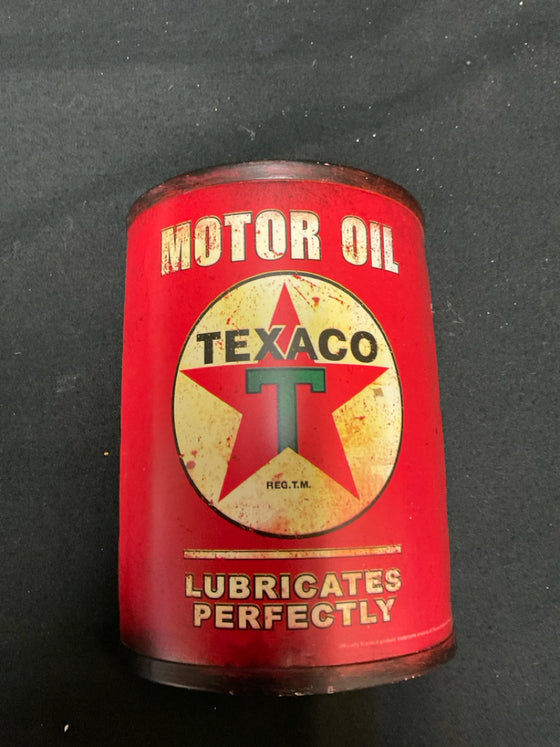 MOTOR OIL
TEXACO
T
REG.T.M.
LUBRICATES
PERFECTLY